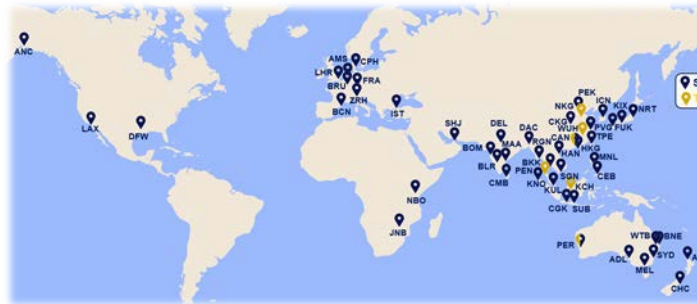 ANC
LAX
DFW
AMS
CPH
LHR
FRA
BRU
ZRH
BCN
IST
SHJ
NBO
JNB
DEL
DAC
BOM
MAA
BLR
CMB
RGN
BKK
PEN
KNO
KUL
CGK
SUB
SGN
KCH
HAN
CAN
WUH
CKG
NKG
PEK
ICN
KIX
NRT
PVG
FUK
TPE
HKG
MNL
CEB
PER
ADL
MEL
SYD
WTB
BNE
A
CHC
S
T